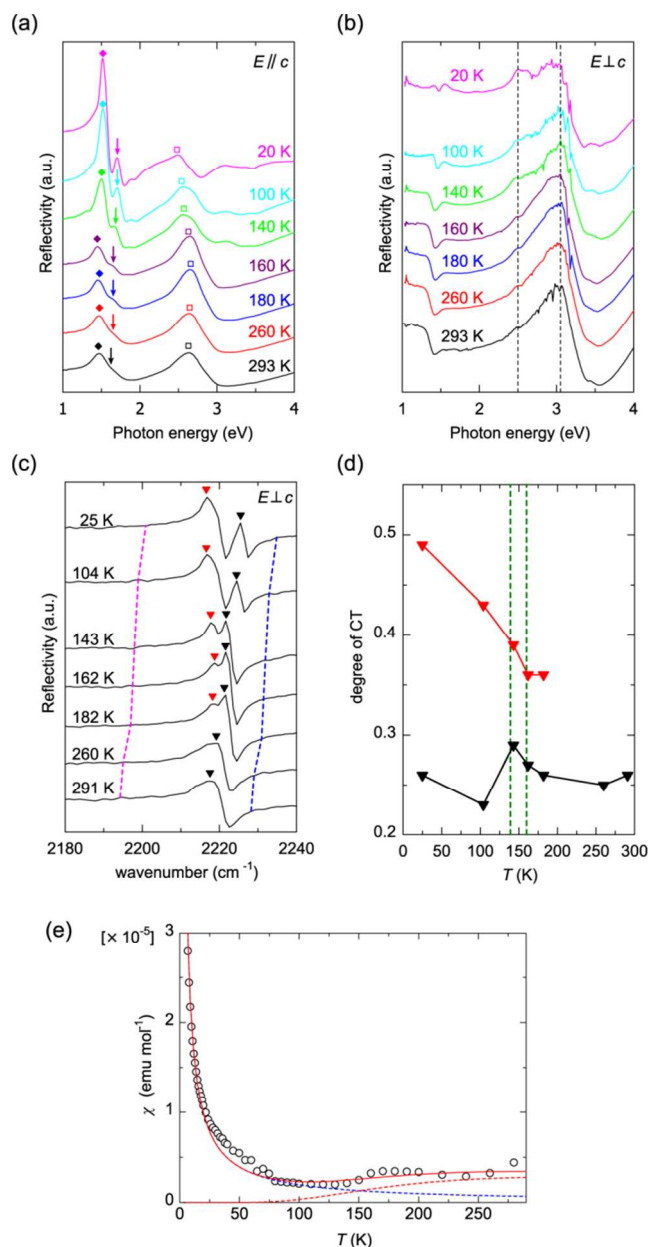 (a)
E // c
Reflectivity (a.u.)
20 K
100 K
140 K
160 K
180 K
260 K
293 K
1 2 3 4
Photon energy (eV)
(b)
E⊥c
Reflectivity (a.u.)
20 K
100 K
140 K
160 K
180 K
260 K
293 K
1 2 3 4
Photon energy (eV)
(c)
E⊥c
Reflectivity (a.u.)
25 K
104 K
143 K
162 K
182 K
260 K
291 K
2180 2200 2220 2240
wavenumber (cm⁻¹)
(d)
degree of CT
0.5
0.4
0.3
0.2
0 50 100 150 200 250 300
T (K)
(e)
[× 10⁻⁵]
χ (emu mol⁻¹)
3
2
1
0
0 50 100 150 200 250
T (K)